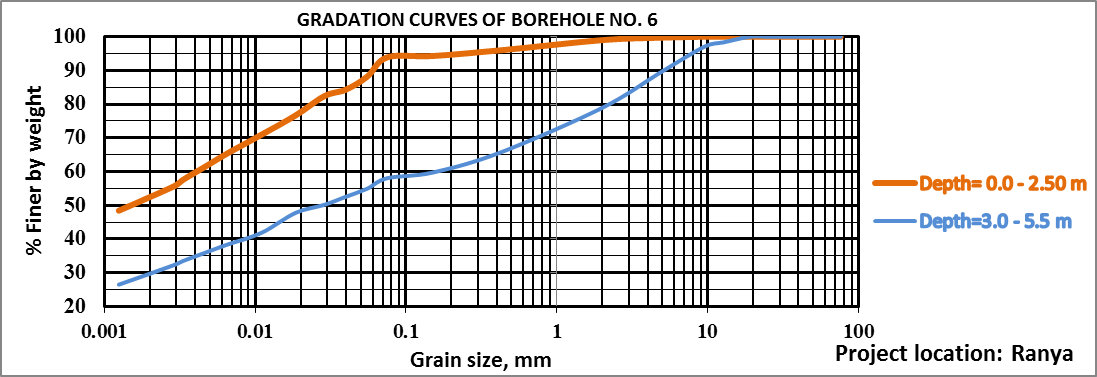 GRADATION CURVES OF BOREHOLE NO. 6
100
90
80
70
60
50
40
30
20
% Finer by weight
0.001 0.01 0.1 1 10 100
Grain size, mm
Depth= 0.0 - 2.50 m
Depth=3.0 - 5.5 m
Project location: Ranya